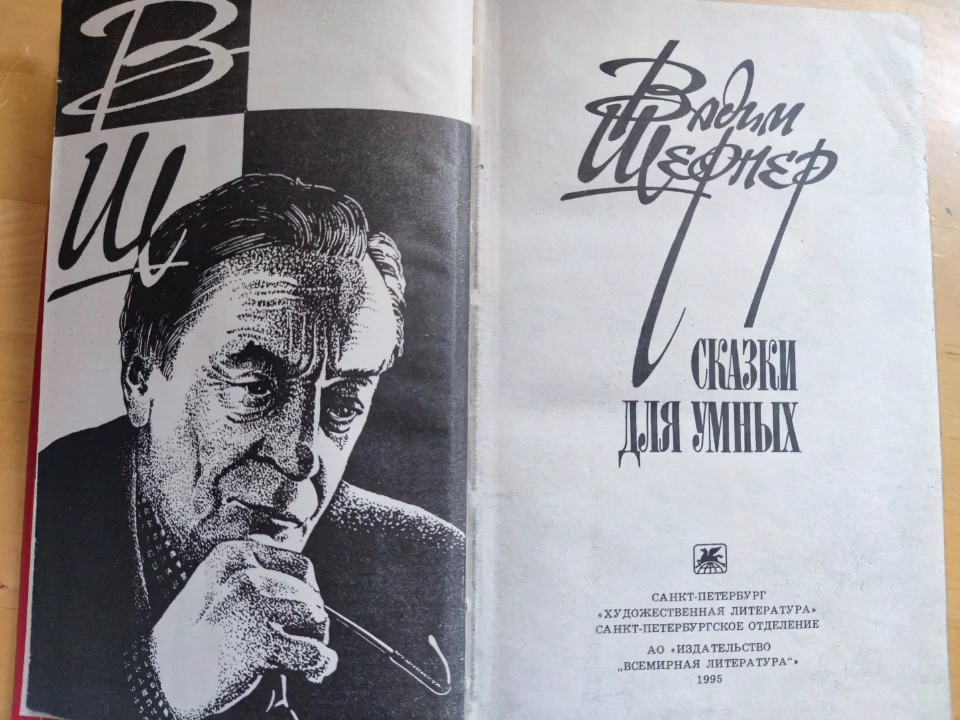 В
Ш
Вадим
Шефнер
СКАЗКИ
ДЛЯ УМНЫХ
САНКТ-ПЕТЕРБУРГ
«ХУДОЖЕСТВЕННАЯ ЛИТЕРАТУРА»
САНКТ-ПЕТЕРБУРГСКОЕ ОТДЕЛЕНИЕ
АО «ИЗДАТЕЛЬСТВО
„ВСЕМИРНАЯ ЛИТЕРАТУРА“»
1995